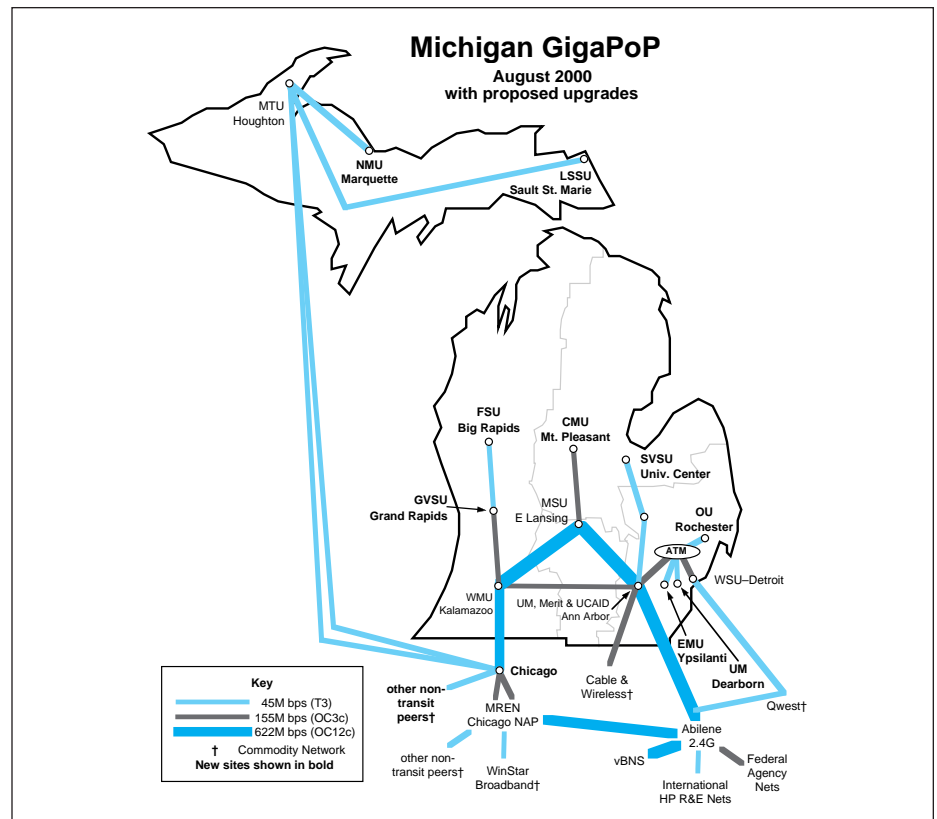 Michigan GigaPoP
August 2000
with proposed upgrades
MTU
Houghton
NMU
Marquette
LSSU
Sault St. Marie
FSU
Big Rapids
CMU
Mt. Pleasant
SVSU
Univ. Center
GVSU
Grand Rapids
MSU
E Lansing
OU
Rochester
ATM
WSU–Detroit
WMU
Kalamazoo
UM, Merit & UCAID
Ann Arbor
EMU
Ypsilanti
UM
Dearborn
Chicago
Cable &
Wireless†
Qwest†
other non-
transit
peers†
MREN
Chicago NAP
Abilene
2.4G
other non-
transit peers†
WinStar
Broadband†
vBNS
International
HP R&E Nets
Federal
Agency
Nets
Key
45M bps (T3)
155M bps (OC3c)
622M bps (OC12c)
† Commodity Network
New sites shown in bold